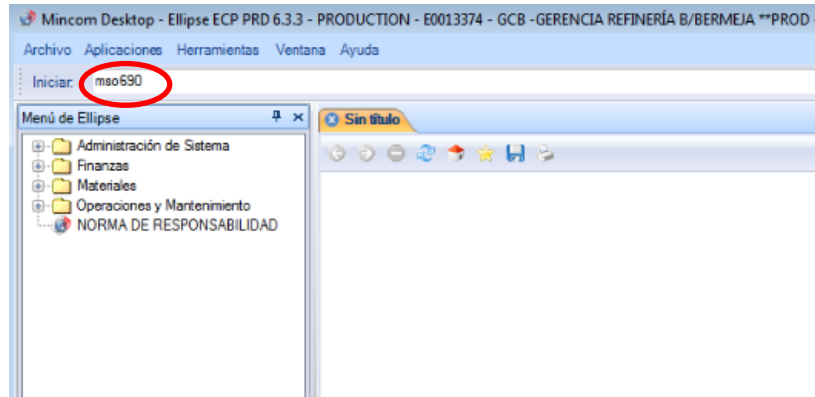 Mincom Desktop - Ellipse ECP PRD 6.3.3 - PRODUCTION - E0013374 - GCB -GERENCIA REFINERÍA B/BERMEJA **PROD -
Archivo Aplicaciones Herramientas Ventana Ayuda
Iniciar: mso690
Menú de Ellipse
Sin título
Administración de Sistema
Finanzas
Materiales
Operaciones y Mantenimiento
NORMA DE RESPONSABILIDAD